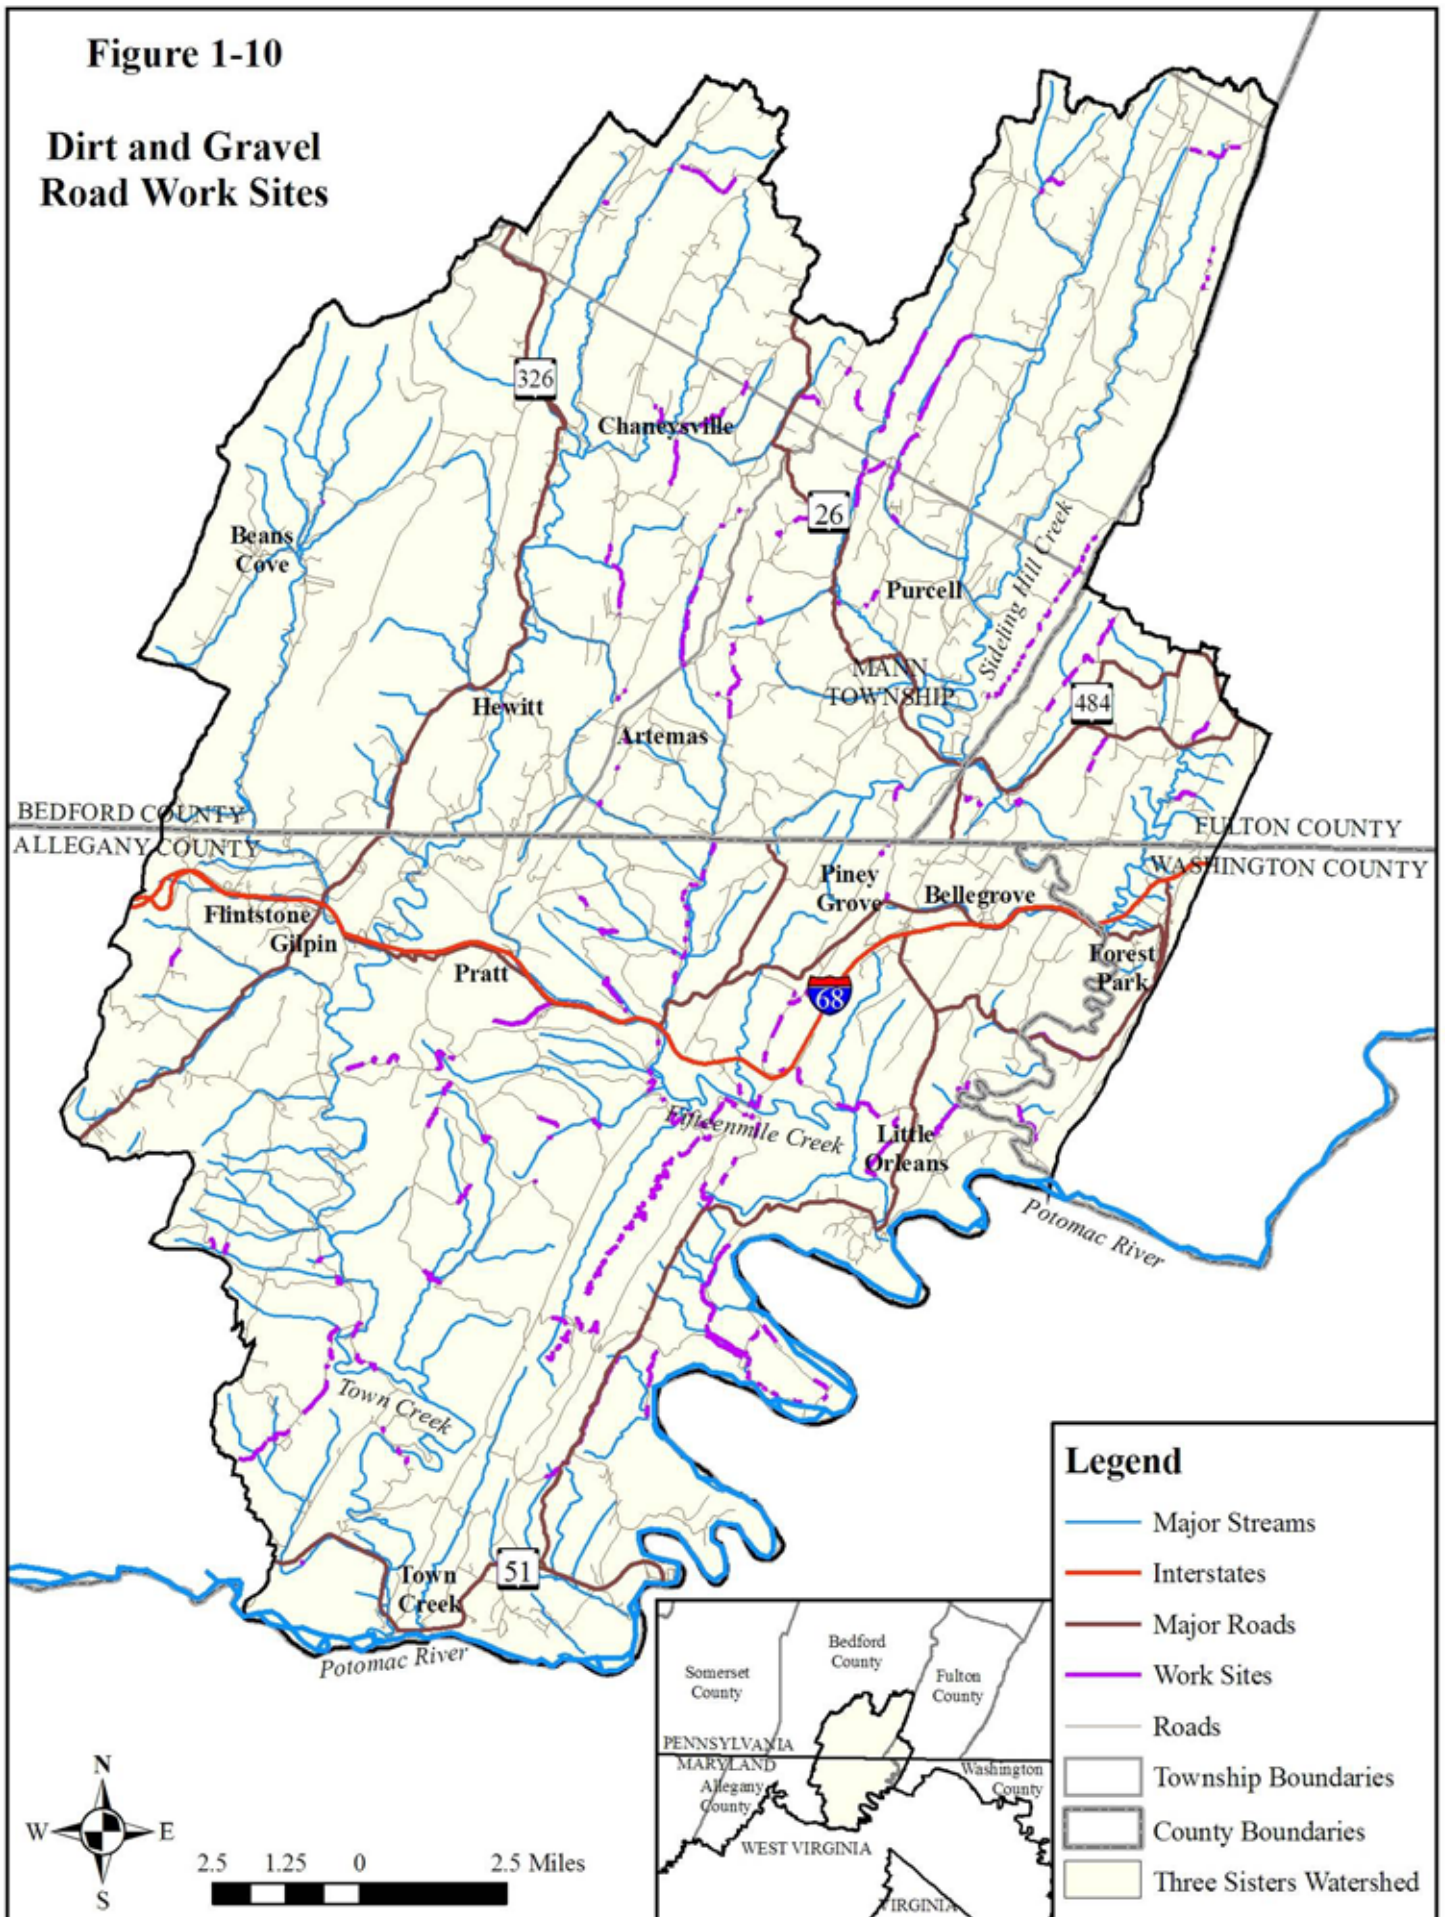 Figure 1-10
Dirt and Gravel
Road Work Sites
326
Chaneysville
26
Beans
Cove
Purcell
Sideling Hill Creek
MANN
TOWNSHIP
484
Hewitt
Artemas
BEDFORD COUNTY
ALLEGANY COUNTY
FULTON COUNTY
WASHINGTON COUNTY
Piney
Grove
Bellegrove
Flintstone
Gilpin
Pratt
Forest
Park
68
Fifteenmile Creek
Little
Orleans
Potomac River
Town Creek
51
Town
Creek
Potomac River
Legend
Major Streams
Interstates
Major Roads
Work Sites
Roads
Township Boundaries
County Boundaries
Three Sisters Watershed
Somerset
County
Bedford
County
Fulton
County
PENNSYLVANIA
MARYLAND
Allegany
County
Washington
County
WEST VIRGINIA
VIRGINIA
N
W
E
S
2.5 1.25 0 2.5 Miles